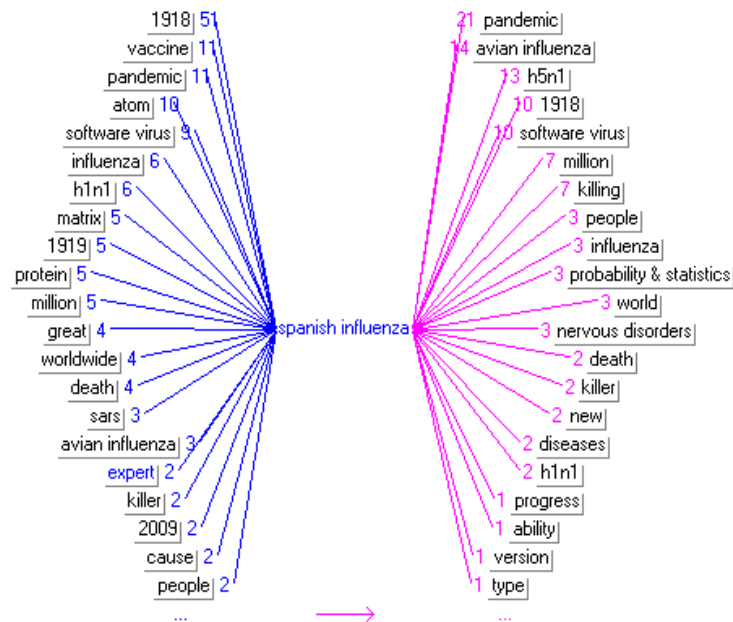 1918 51
vaccine 11
pandemic 11
atom 10
software virus 9
influenza 6
h1n1 6
matrix 5
1919 5
protein 5
million 5
great 4
worldwide 4
death 4
sars 3
avian influenza 3
expert 2
killer 2
2009 2
cause 2
people 2
...
spanish influenza
21 pandemic
14 avian influenza
13 h5n1
10 1918
10 software virus
7 million
7 killing
3 people
3 influenza
3 probability & statistics
3 world
3 nervous disorders
2 death
2 killer
2 new
2 diseases
2 h1n1
1 progress
1 ability
1 version
1 type
...